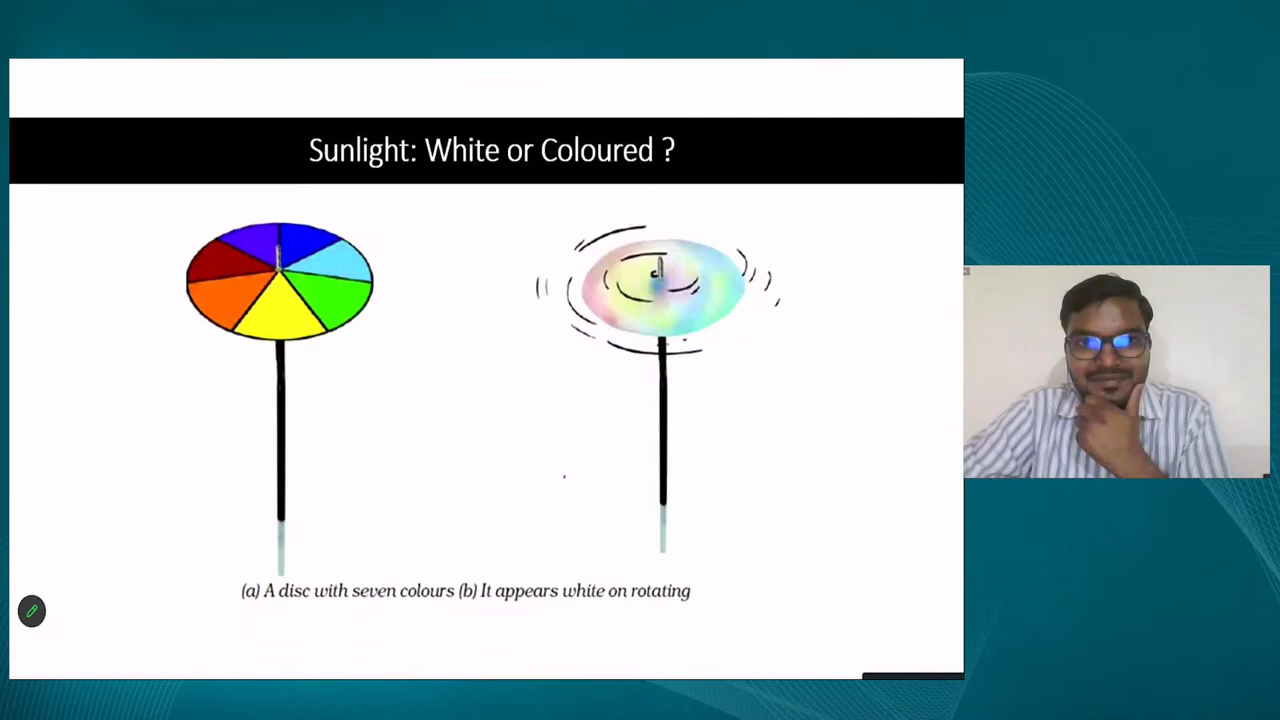 Sunlight: White or Coloured ?
(a) A disc with seven colours (b) It appears white on rotating